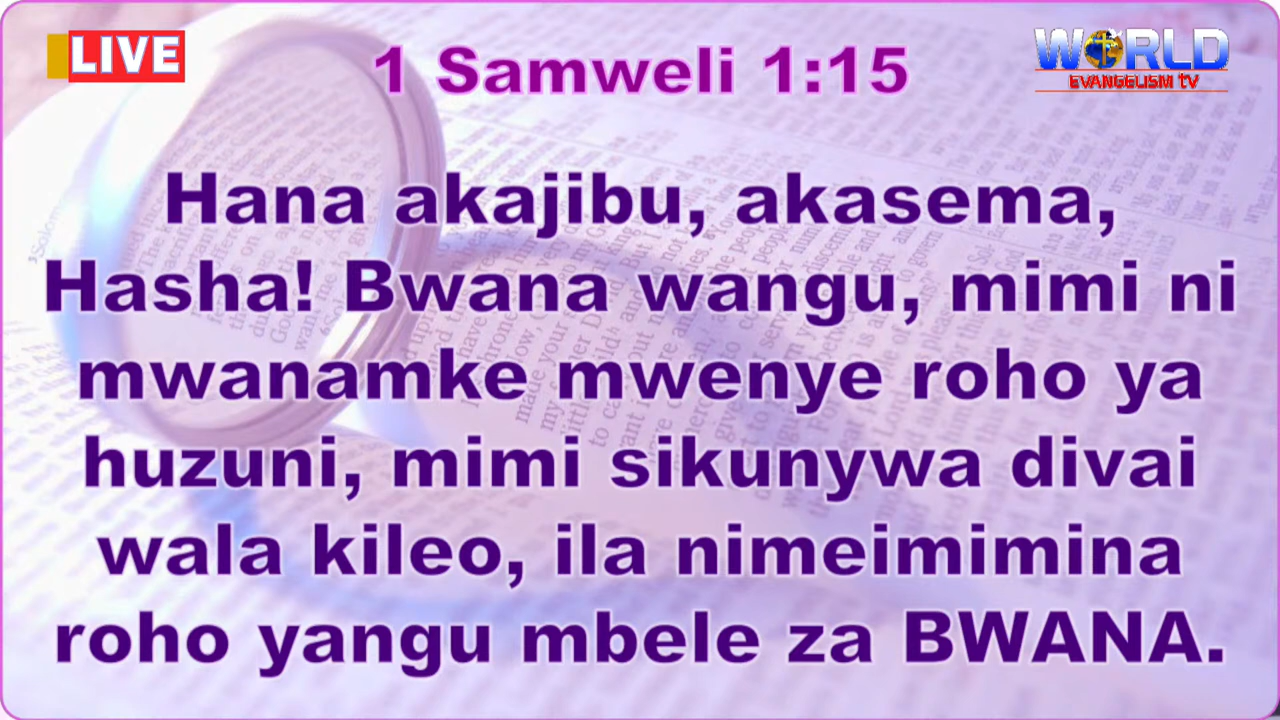 LIVE
1 Samweli 1:15
WORLD
EVANGELISM TV
Hana akajibu, akasema,
Hasha! Bwana wangu, mimi ni
mwanamke mwenye roho ya
huzuni, mimi sikunywa divai
wala kileo, ila nimeimimina
roho yangu mbele za BWANA.